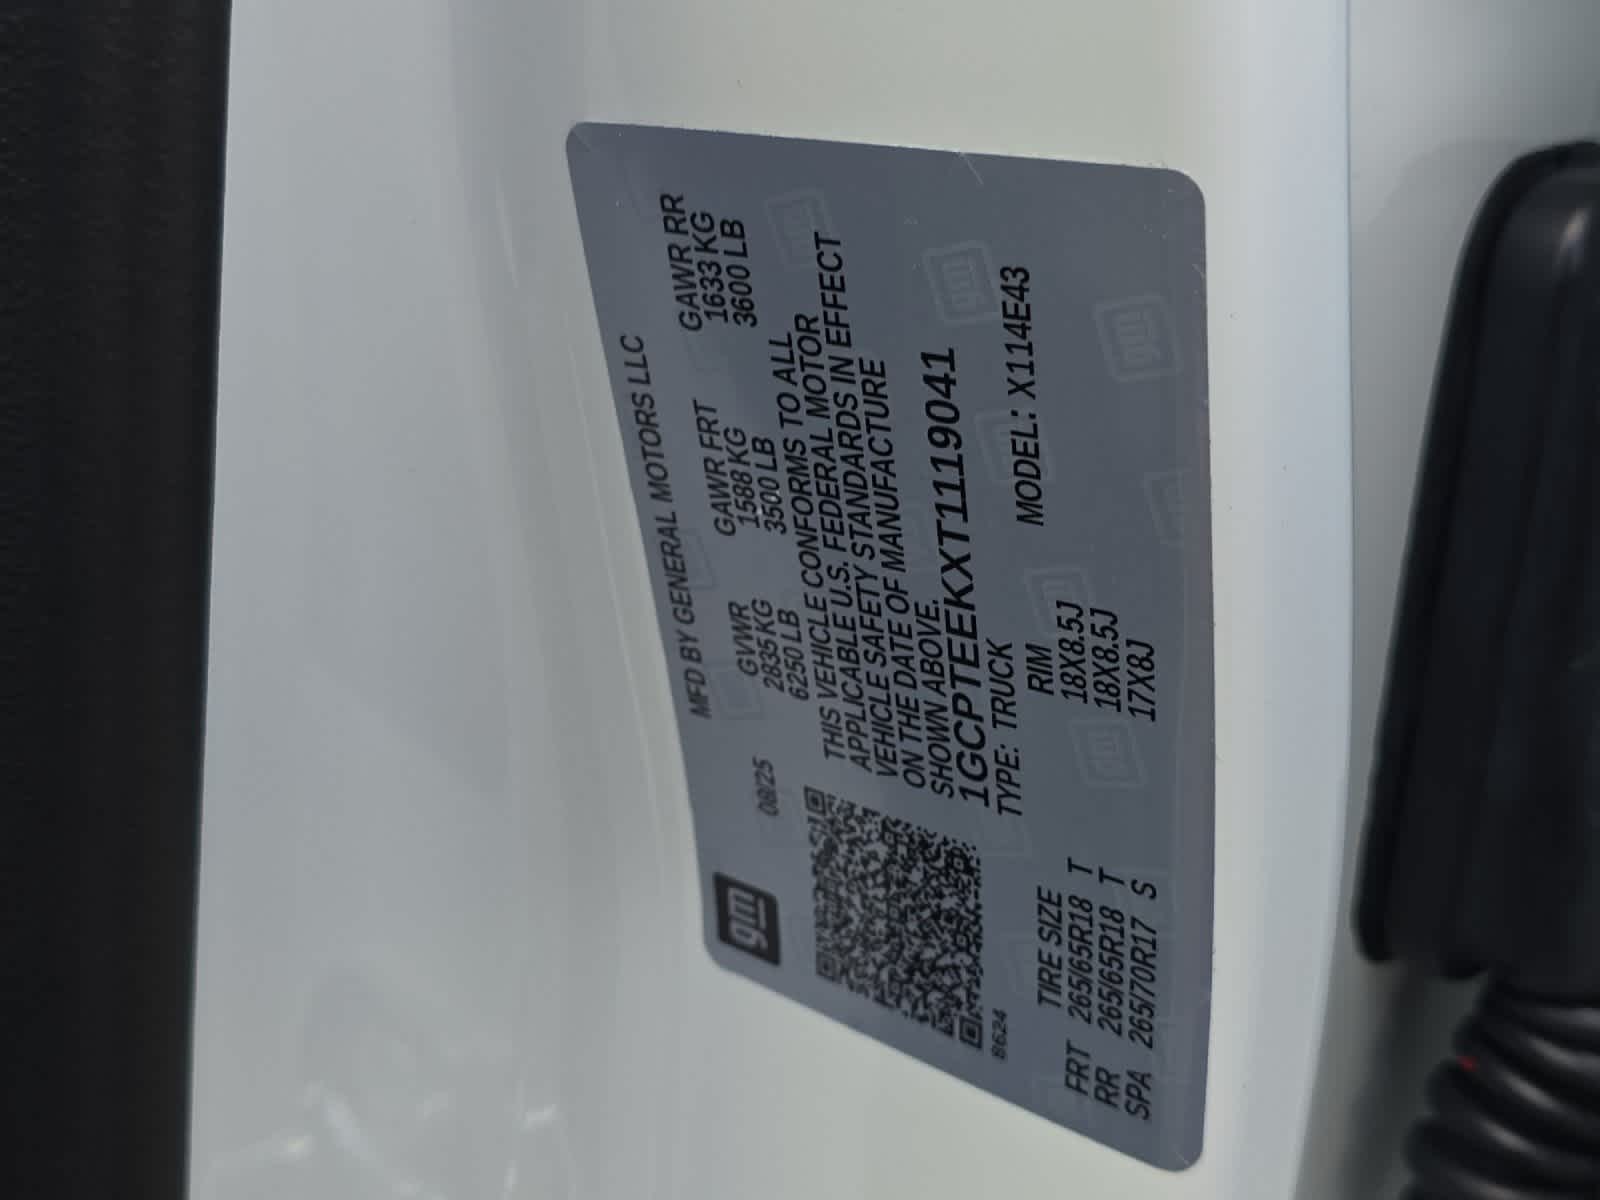 gm
08/25
MFD BY GENERAL MOTORS LLC
GVWR GAWR FRT GAWR RR
2835 KG 1588 KG 1633 KG
6250 LB 3500 LB 3600 LB
THIS VEHICLE CONFORMS TO ALL
APPLICABLE U.S. FEDERAL MOTOR
VEHICLE SAFETY STANDARDS IN EFFECT
ON THE DATE OF MANUFACTURE
SHOWN ABOVE.
1GCPTEEKXT1119041
TYPE: TRUCK MODEL: X114E43
8624
TIRE SIZE RIM
FRT 265/65R18 T 18X8.5J
RR 265/65R18 T 18X8.5J
SPA 265/70R17 S 17X8J